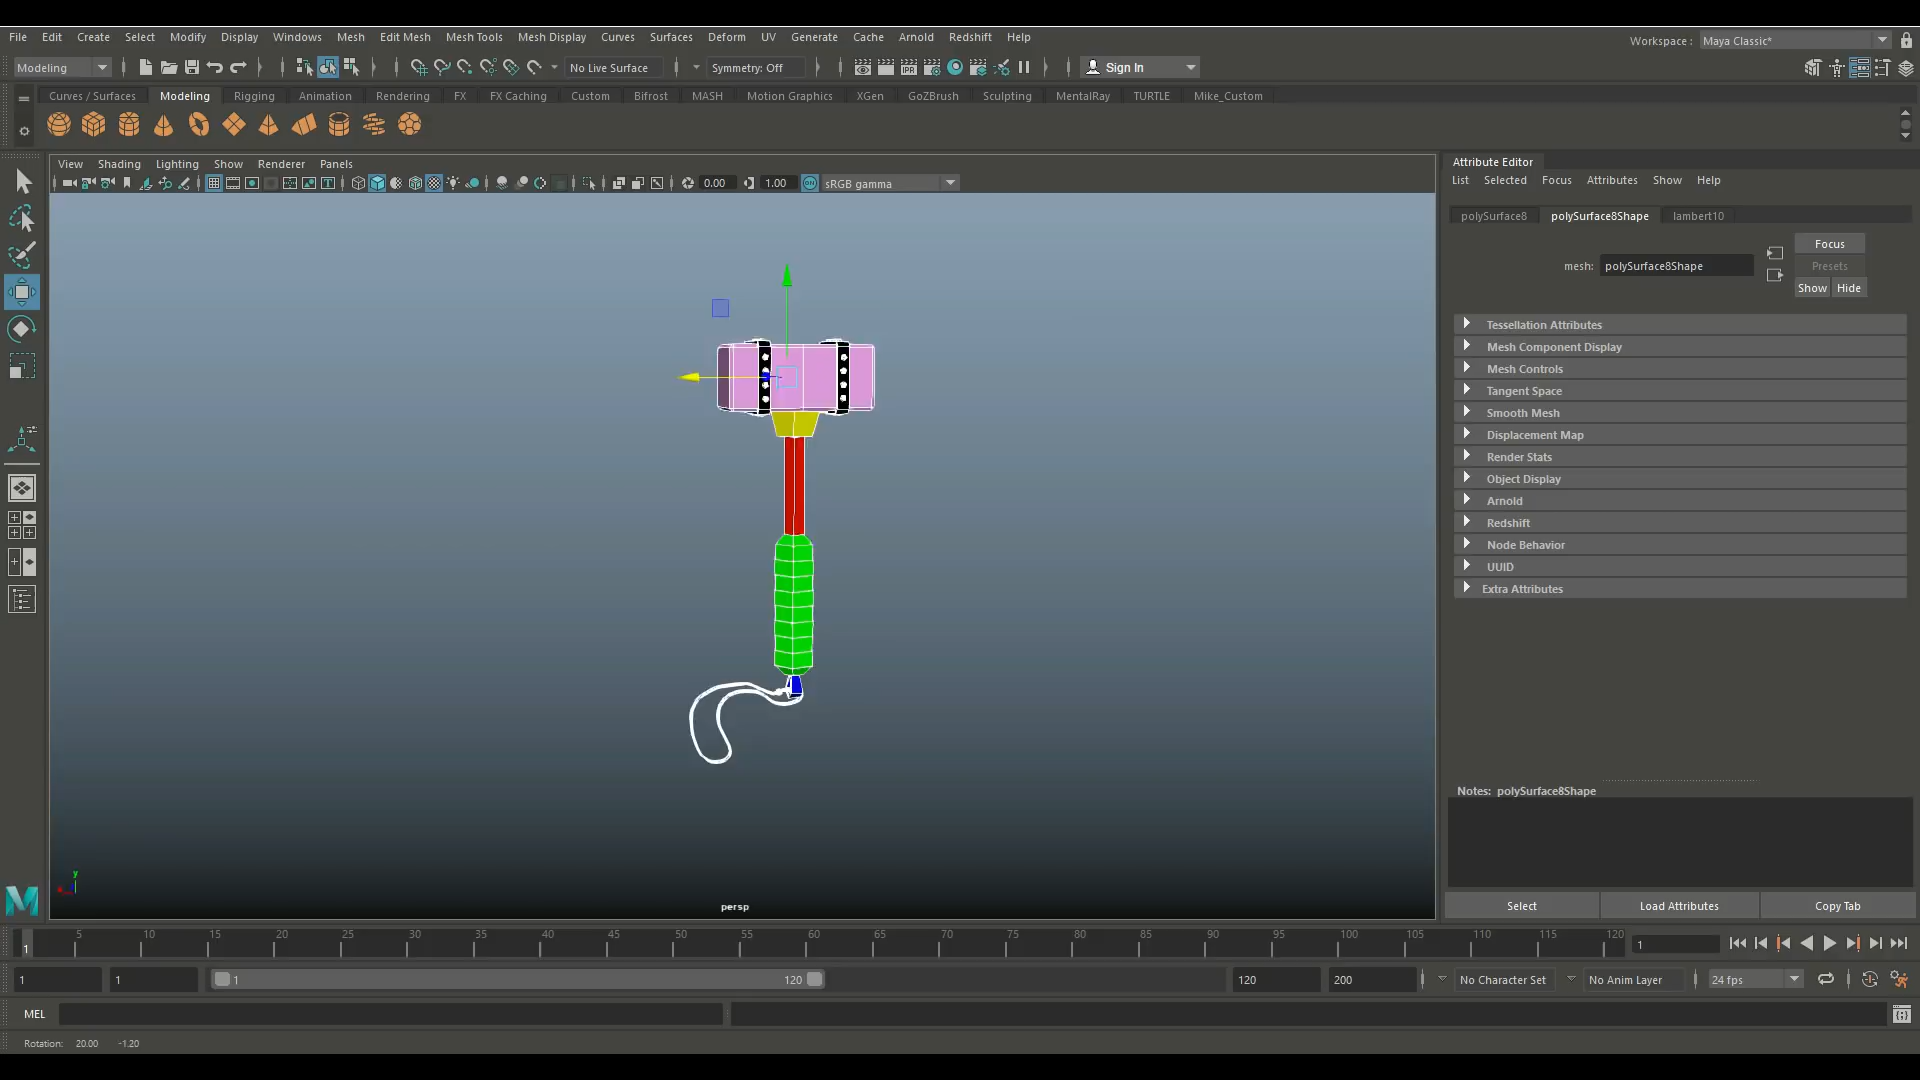 File Edit Create Select Modify Display Windows Mesh Edit Mesh Mesh Tools Mesh Display Curves Surfaces Deform UV Generate Cache Arnold Redshift Help
Workspace : Maya Classic*
Modeling No Live Surface Symmetry: Off Sign In
Curves / Surfaces Modeling Rigging Animation Rendering FX FX Caching Custom Bifrost MASH Motion Graphics XGen GoZBrush Sculpting MentalRay TURTLE Mike_Custom
View Shading Lighting Show Renderer Panels
0.00 1.00 sRGB gamma
persp
Attribute Editor
List Selected Focus Attributes Show Help
polySurface8 polySurface8Shape lambert10
Focus
mesh: polySurface8Shape
Presets
Show Hide
Tessellation Attributes
Mesh Component Display
Mesh Controls
Tangent Space
Smooth Mesh
Displacement Map
Render Stats
Object Display
Arnold
Redshift
Node Behavior
UUID
Extra Attributes
Notes: polySurface8Shape
Select Load Attributes Copy Tab
5 10 15 20 25 30 35 40 45 50 55 60 65 70 75 80 85 90 95 100 105 110 115 120
1 1
1 1 1 120 120 200 No Character Set No Anim Layer 24 fps
MEL
Rotation: 20.00 -1.20